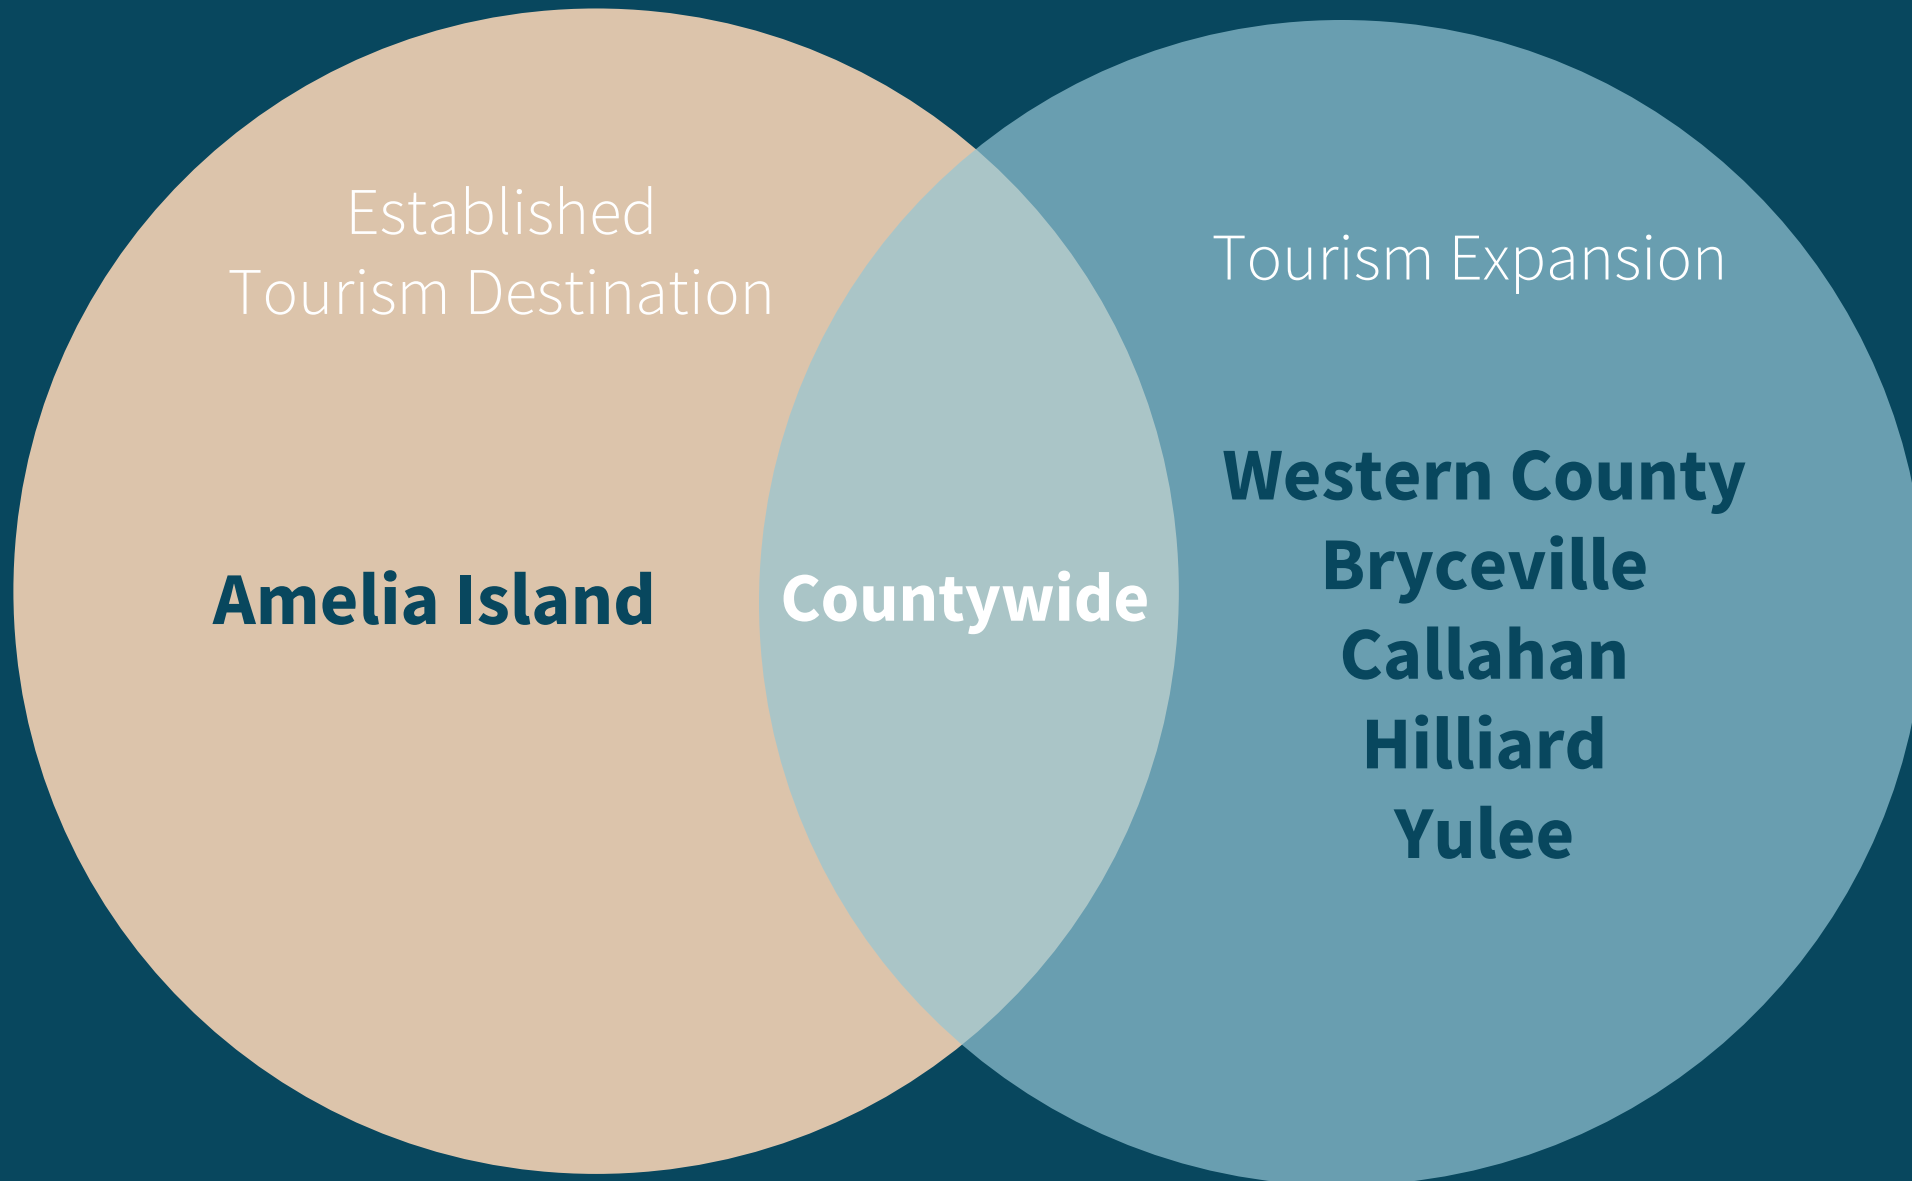 Established
Tourism Destination
Amelia Island
Countywide
Tourism Expansion
Western County
Bryceville
Callahan
Hilliard
Yulee